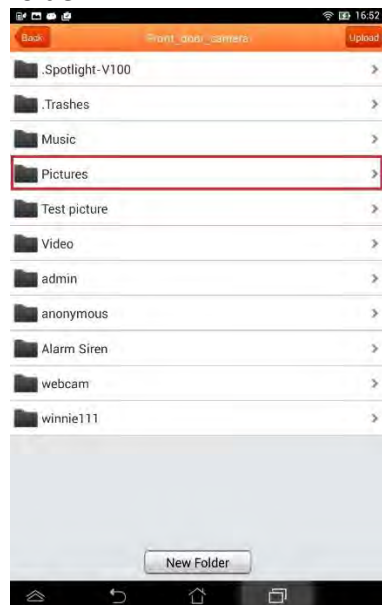 16:52
Back Front_door_camera Upload
.Spotlight-V100
.Trashes
Music
Pictures
Test picture
Video
admin
anonymous
Alarm Siren
webcam
winnie111
New Folder